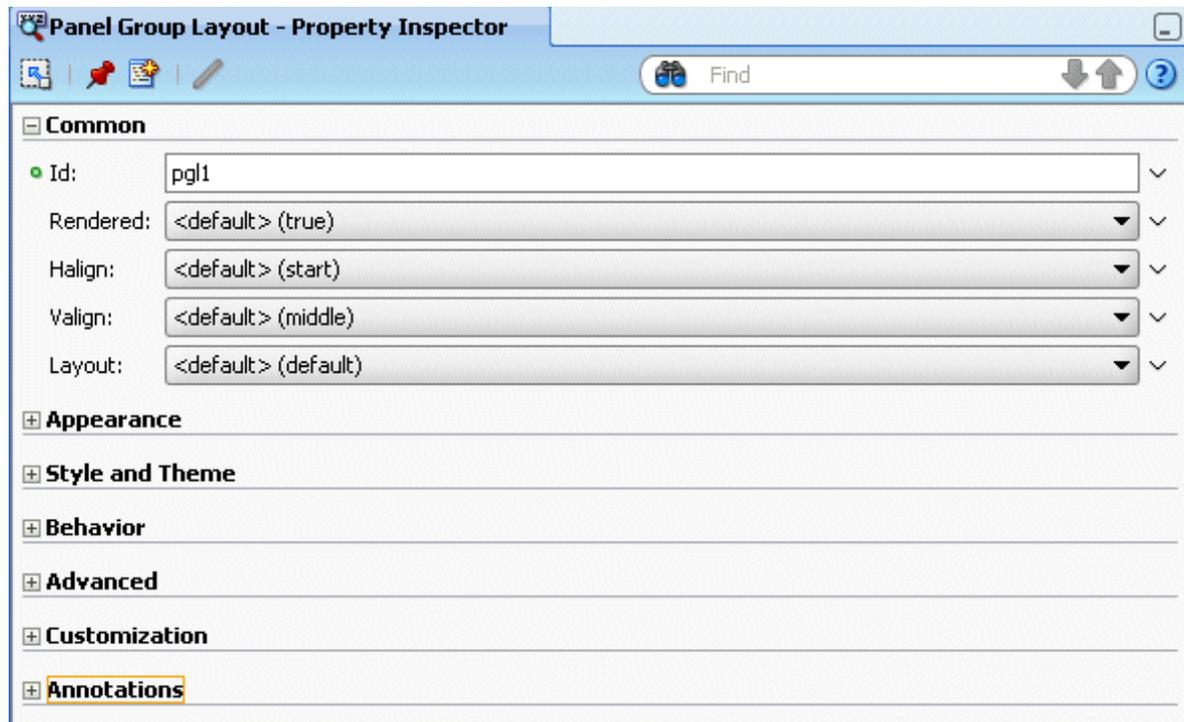 Panel Group Layout - Property Inspector
Find
Common
Id: pgl1
Rendered: <default> (true)
Halign: <default> (start)
Valign: <default> (middle)
Layout: <default> (default)
Appearance
Style and Theme
Behavior
Advanced
Customization
Annotations